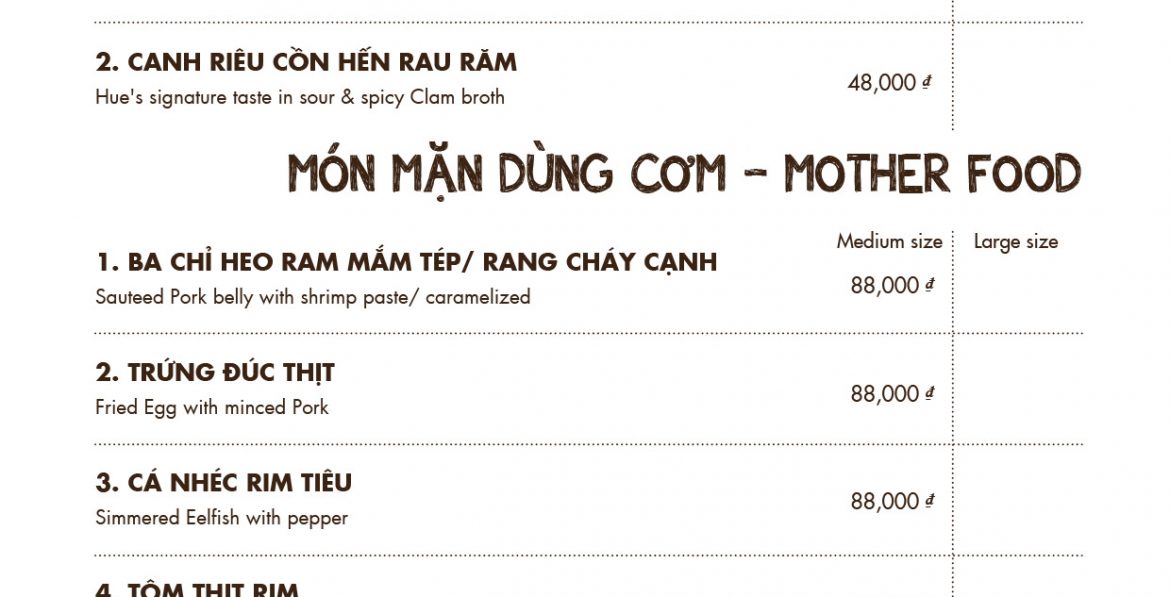 2. CANH RIÊU CỒN HẾN RAU RĂM
Hue's signature taste in sour & spicy Clam broth
48,000 ₫
MÓN MẶN DÙNG CƠM - MOTHER FOOD
Medium size Large size
1. BA CHỈ HEO RAM MẮM TÉP/ RANG CHÁY CẠNH
Sauteed Pork belly with shrimp paste/ caramelized
88,000 ₫
2. TRỨNG ĐÚC THỊT
Fried Egg with minced Pork
88,000 ₫
3. CÁ NHÉC RIM TIÊU
Simmered Eelfish with pepper
88,000 ₫
4. TÔM THỊT RIM